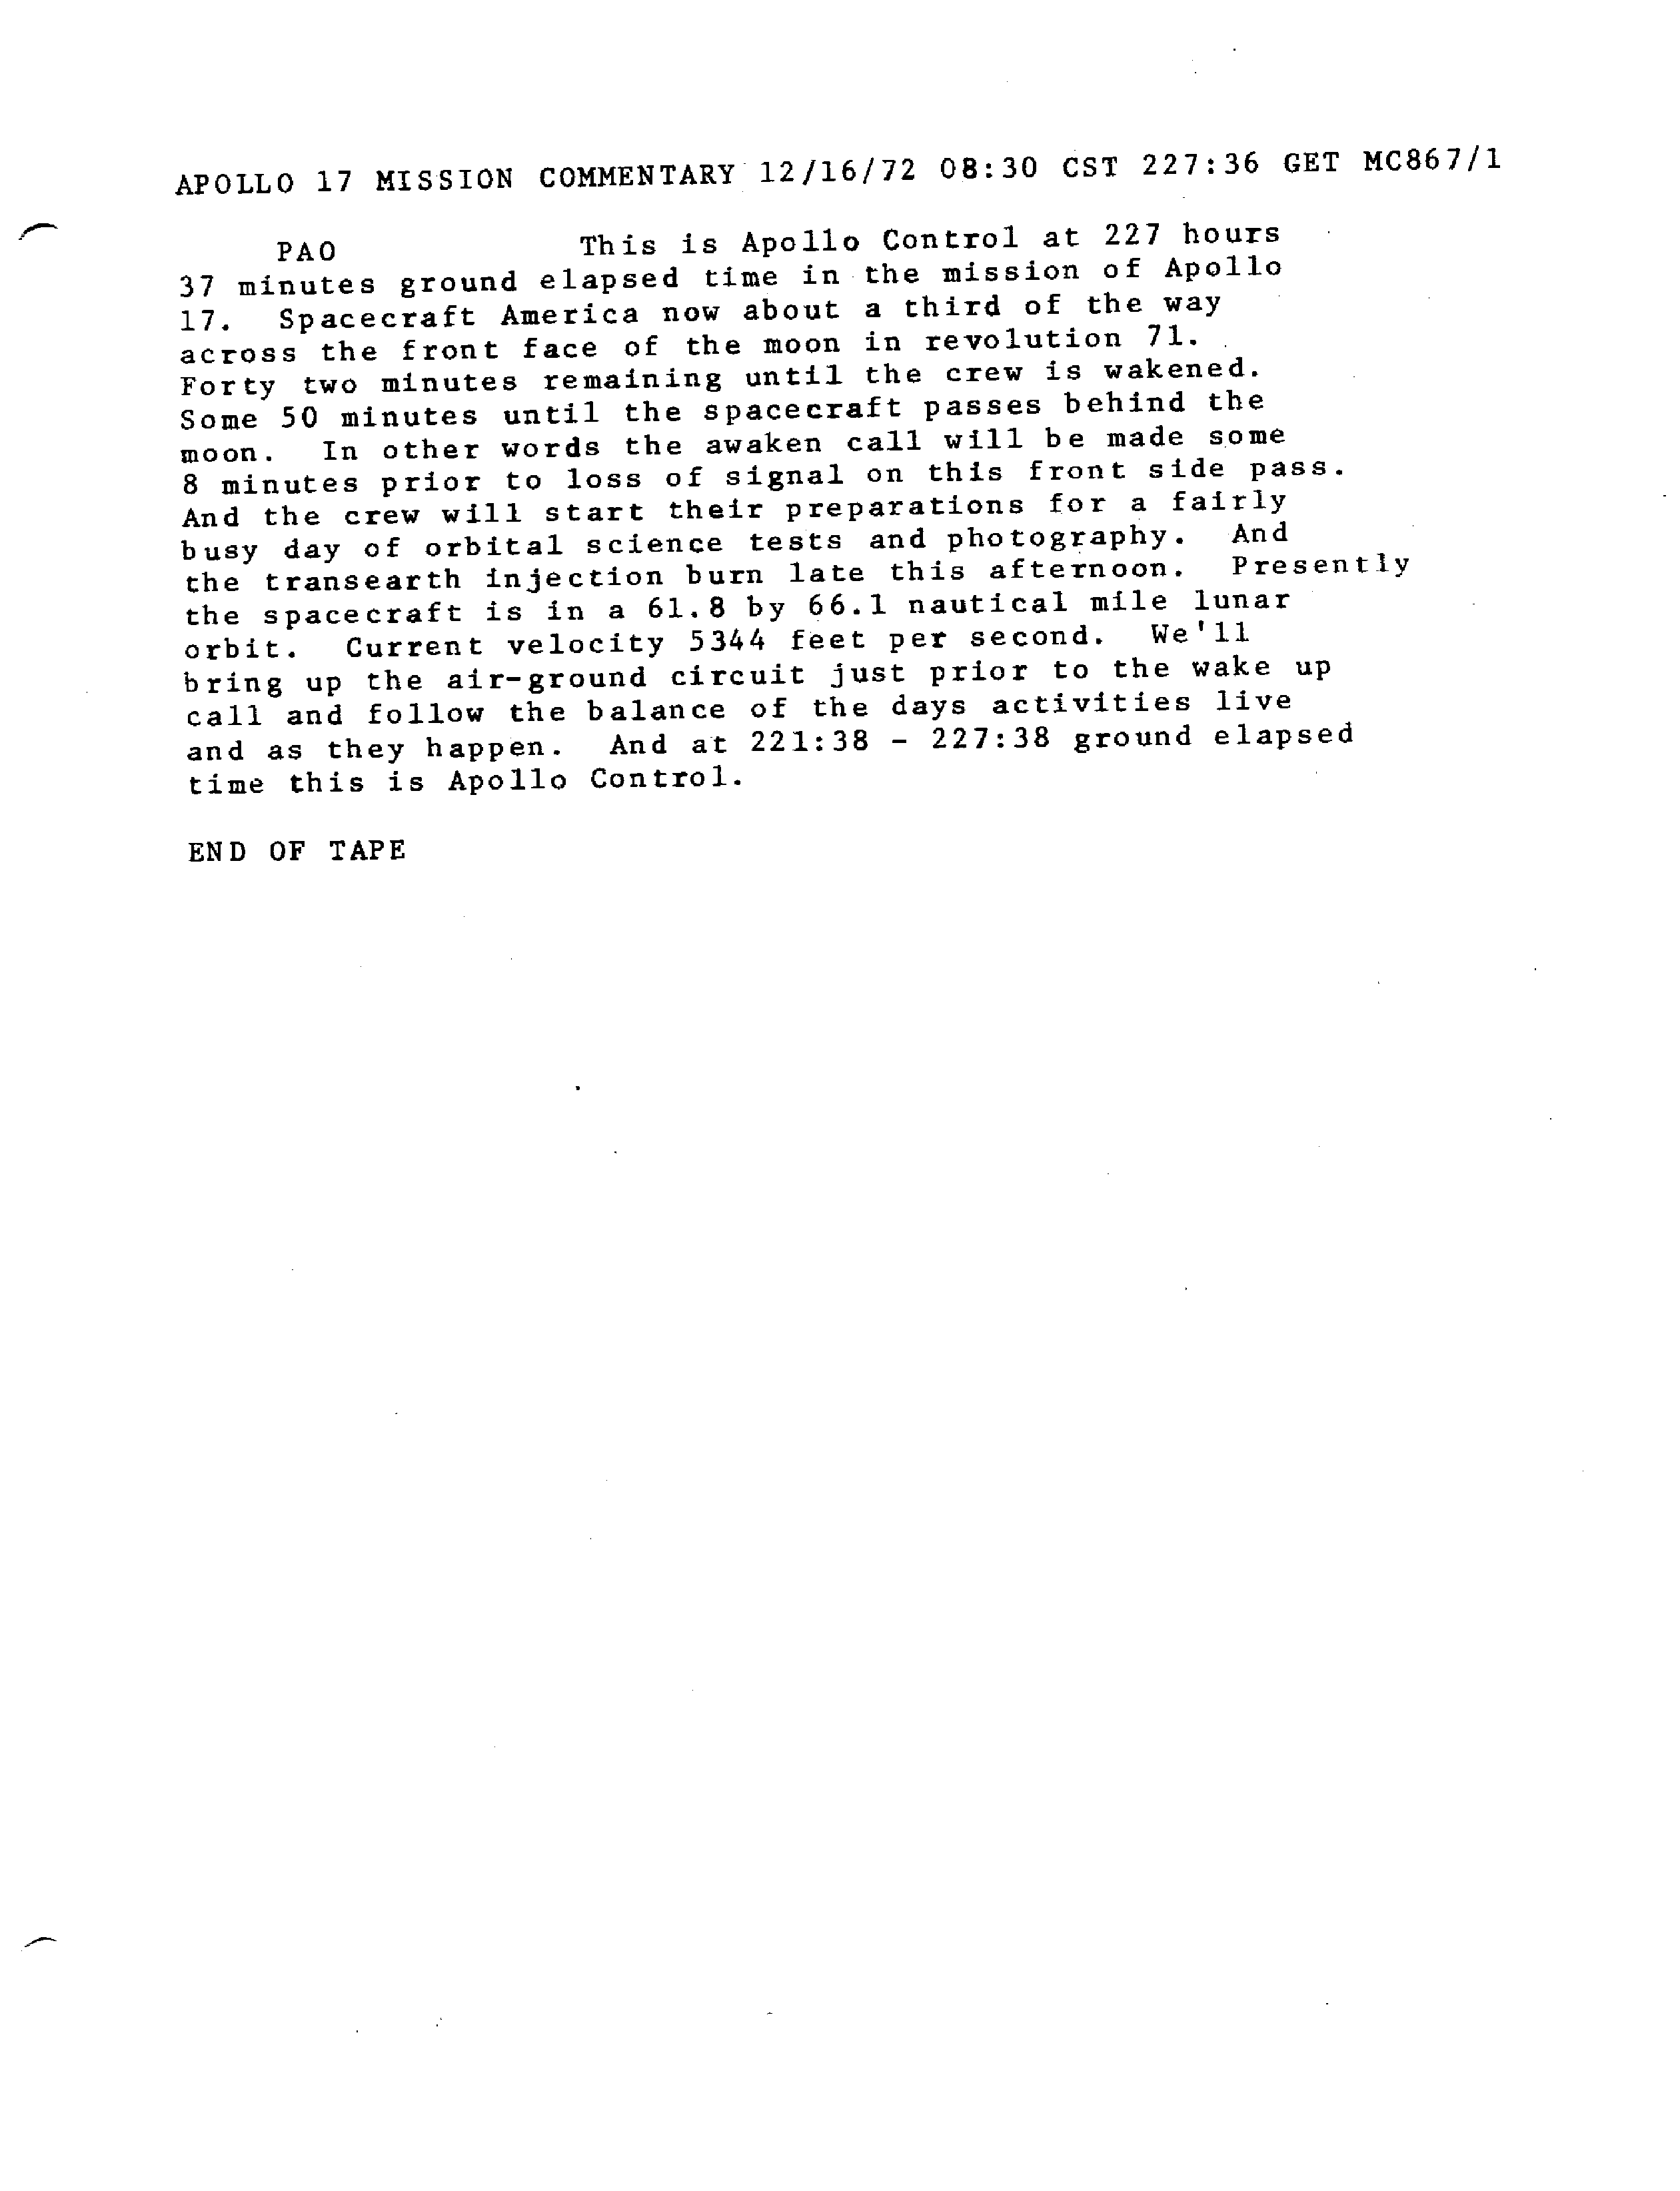 APOLLO 17 MISSION COMMENTARY 12/16/72 08:30 CST 227:36 GET MC867/1
PAO This is Apollo Control at 227 hours
37 minutes ground elapsed time in the mission of Apollo
17. Spacecraft America now about a third of the way
across the front face of the moon in revolution 71.
Forty two minutes remaining until the crew is wakened.
Some 50 minutes until the spacecraft passes behind the
moon. In other words the awaken call will be made some
8 minutes prior to loss of signal on this front side pass.
And the crew will start their preparations for a fairly
busy day of orbital science tests and photography. And
the transearth injection burn late this afternoon. Presently
the spacecraft is in a 61.8 by 66.1 nautical mile lunar
orbit. Current velocity 5344 feet per second. We'll
bring up the air-ground circuit just prior to the wake up
call and follow the balance of the days activities live
and as they happen. And at 221:38 - 227:38 ground elapsed
time this is Apollo Control.
END OF TAPE